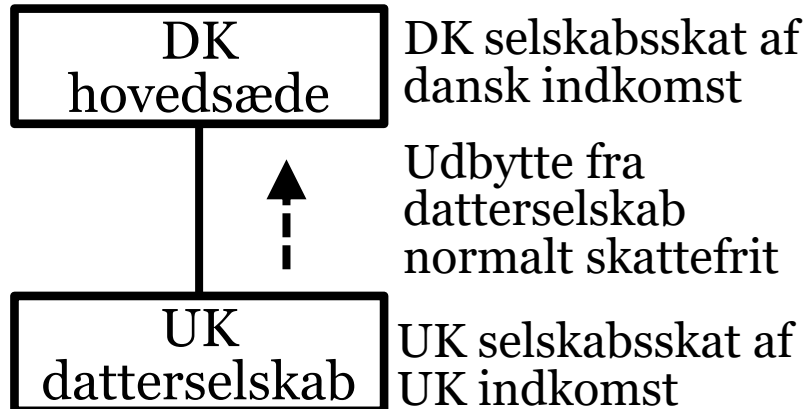 DK
hovedsæde
DK selskabsskat af
dansk indkomst
Udbytte fra
datterselskab
normalt skattefrit
UK
datterselskab
UK selskabsskat af
UK indkomst